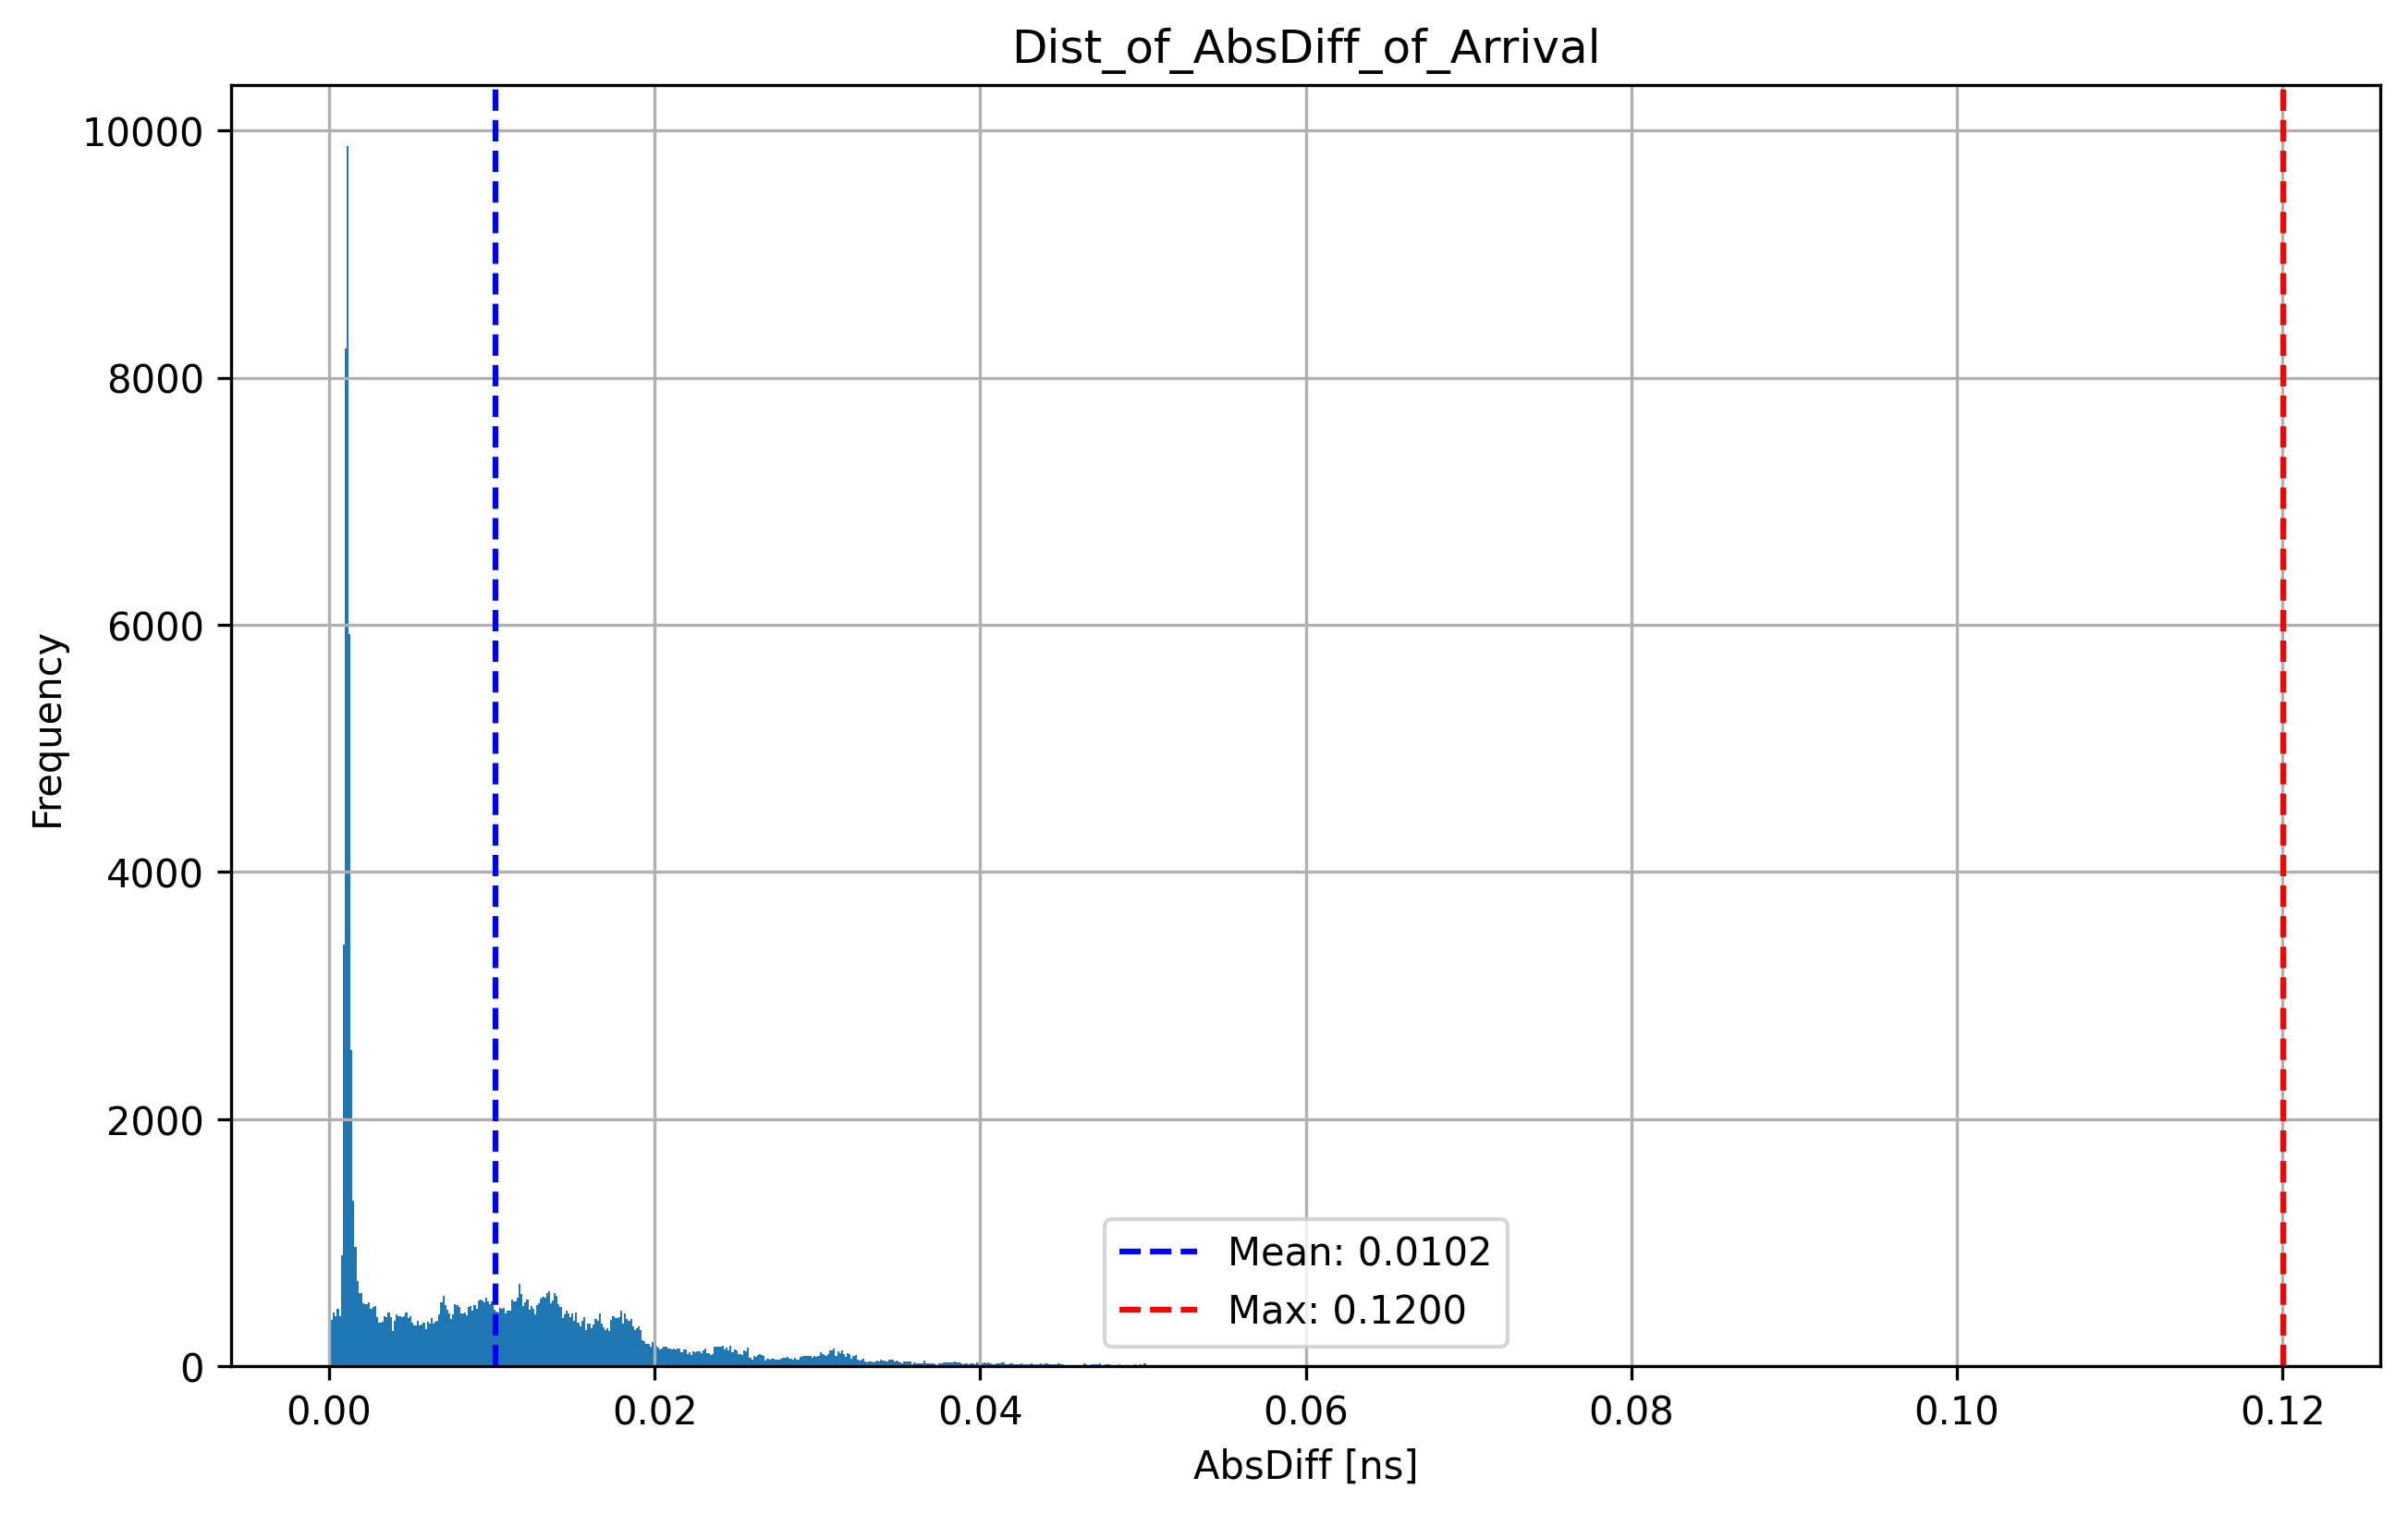 Dist_of_AbsDiff_of_Arrival
10000
8000
6000
4000
2000
0
Frequency
Mean: 0.0102
Max: 0.1200
0.00 0.02 0.04 0.06 0.08 0.10 0.12
AbsDiff [ns]